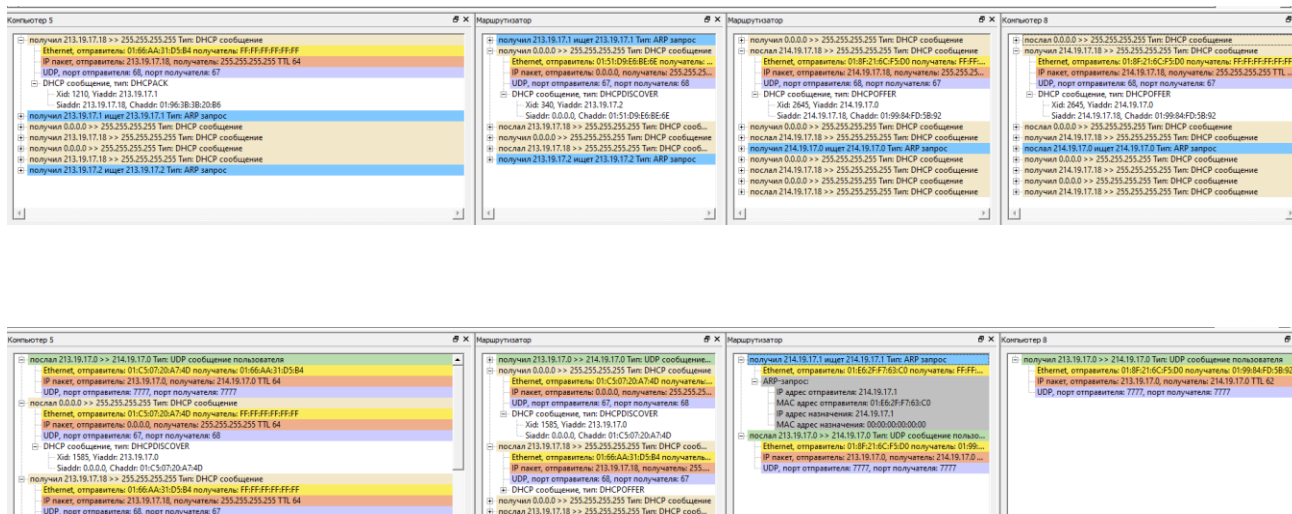 Компьютер 5
получил 213.19.17.18 >> 255.255.255.255 Тип: DHCP сообщение
Ethernet, отправитель: 01:66:AA:31:D5:B4 получатель: FF:FF:FF:FF:FF:FF
IP пакет, отправитель: 213.19.17.18, получатель: 255.255.255.255 TTL 64
UDP, порт отправителя: 68, порт получателя: 67
DHCP сообщение, тип: DHCPACK
Xid: 1210, Yiaddr: 213.19.17.1
Siaddr: 213.19.17.18, Chaddr: 01:96:3B:3B:20:B6
получил 213.19.17.1 ищет 213.19.17.1 Тип: ARP запрос
получил 0.0.0.0 >> 255.255.255.255 Тип: DHCP сообщение
получил 213.19.17.18 >> 255.255.255.255 Тип: DHCP сообщение
получил 0.0.0.0 >> 255.255.255.255 Тип: DHCP сообщение
получил 213.19.17.18 >> 255.255.255.255 Тип: DHCP сообщение
получил 213.19.17.2 ищет 213.19.17.2 Тип: ARP запрос
Маршрутизатор
получил 213.19.17.1 ищет 213.19.17.1 Тип: ARP запрос
получил 0.0.0.0 >> 255.255.255.255 Тип: DHCP сообщение
Ethernet, отправитель: 01:51:D9:E6:BE:6E получатель: ...
IP пакет, отправитель: 0.0.0.0, получатель: 255.255.25...
UDP, порт отправителя: 67, порт получателя: 68
DHCP сообщение, тип: DHCPDISCOVER
Xid: 340, Yiaddr: 213.19.17.2
Siaddr: 0.0.0.0, Chaddr: 01:51:D9:E6:BE:6E
послал 213.19.17.18 >> 255.255.255.255 Тип: DHCP сооб...
получил 0.0.0.0 >> 255.255.255.255 Тип: DHCP сообщение
послал 213.19.17.18 >> 255.255.255.255 Тип: DHCP сооб...
получил 213.19.17.2 ищет 213.19.17.2 Тип: ARP запрос
Маршрутизатор
получил 0.0.0.0 >> 255.255.255.255 Тип: DHCP сообщение
послал 214.19.17.18 >> 255.255.255.255 Тип: DHCP сообщение
Ethernet, отправитель: 01:8F:21:6C:F5:D0 получатель: FF:FF:...
IP пакет, отправитель: 214.19.17.18, получатель: 255.255.25...
UDP, порт отправителя: 68, порт получателя: 67
DHCP сообщение, тип: DHCPOFFER
Xid: 2645, Yiaddr: 214.19.17.0
Siaddr: 214.19.17.18, Chaddr: 01:99:84:FD:5B:92
получил 0.0.0.0 >> 255.255.255.255 Тип: DHCP сообщение
послал 214.19.17.18 >> 255.255.255.255 Тип: DHCP сообщение
получил 214.19.17.0 ищет 214.19.17.0 Тип: ARP запрос
получил 0.0.0.0 >> 255.255.255.255 Тип: DHCP сообщение
послал 214.19.17.18 >> 255.255.255.255 Тип: DHCP сообщение
получил 0.0.0.0 >> 255.255.255.255 Тип: DHCP сообщение
послал 214.19.17.18 >> 255.255.255.255 Тип: DHCP сообщение
Компьютер 8
послал 0.0.0.0 >> 255.255.255.255 Тип: DHCP сообщение
получил 214.19.17.18 >> 255.255.255.255 Тип: DHCP сообщение
Ethernet, отправитель: 01:8F:21:6C:F5:D0 получатель: FF:FF:FF:FF:FF:FF
IP пакет, отправитель: 214.19.17.18, получатель: 255.255.255.255 TTL ...
UDP, порт отправителя: 68, порт получателя: 67
DHCP сообщение, тип: DHCPOFFER
Xid: 2645, Yiaddr: 214.19.17.0
Siaddr: 214.19.17.18, Chaddr: 01:99:84:FD:5B:92
послал 0.0.0.0 >> 255.255.255.255 Тип: DHCP сообщение
получил 214.19.17.18 >> 255.255.255.255 Тип: DHCP сообщение
послал 214.19.17.0 ищет 214.19.17.0 Тип: ARP запрос
получил 0.0.0.0 >> 255.255.255.255 Тип: DHCP сообщение
получил 214.19.17.18 >> 255.255.255.255 Тип: DHCP сообщение
получил 0.0.0.0 >> 255.255.255.255 Тип: DHCP сообщение
получил 214.19.17.18 >> 255.255.255.255 Тип: DHCP сообщение
Компьютер 5
послал 213.19.17.0 >> 214.19.17.0 Тип: UDP сообщение пользователя
Ethernet, отправитель: 01:C5:07:20:A7:4D получатель: 01:66:AA:31:D5:B4
IP пакет, отправитель: 213.19.17.0, получатель: 214.19.17.0 TTL 64
UDP, порт отправителя: 7777, порт получателя: 7777
послал 0.0.0.0 >> 255.255.255.255 Тип: DHCP сообщение
Ethernet, отправитель: 01:C5:07:20:A7:4D получатель: FF:FF:FF:FF:FF:FF
IP пакет, отправитель: 0.0.0.0, получатель: 255.255.255.255 TTL 64
UDP, порт отправителя: 67, порт получателя: 68
DHCP сообщение, тип: DHCPDISCOVER
Xid: 1585, Yiaddr: 213.19.17.0
Siaddr: 0.0.0.0, Chaddr: 01:C5:07:20:A7:4D
получил 213.19.17.18 >> 255.255.255.255 Тип: DHCP сообщение
Ethernet, отправитель: 01:66:AA:31:D5:B4 получатель: FF:FF:FF:FF:FF:FF
IP пакет, отправитель: 213.19.17.18, получатель: 255.255.255.255 TTL 64
UDP, порт отправителя: 68, порт получателя: 67
Маршрутизатор
получил 213.19.17.0 >> 214.19.17.0 Тип: UDP сообщение...
получил 0.0.0.0 >> 255.255.255.255 Тип: DHCP сообщение
Ethernet, отправитель: 01:C5:07:20:A7:4D получатель:...
IP пакет, отправитель: 0.0.0.0, получатель: 255.255.25...
UDP, порт отправителя: 67, порт получателя: 68
DHCP сообщение, тип: DHCPDISCOVER
Xid: 1585, Yiaddr: 213.19.17.0
Siaddr: 0.0.0.0, Chaddr: 01:C5:07:20:A7:4D
послал 213.19.17.18 >> 255.255.255.255 Тип: DHCP сооб...
Ethernet, отправитель: 01:66:AA:31:D5:B4 получатель...
IP пакет, отправитель: 213.19.17.18, получатель: 255....
UDP, порт отправителя: 68, порт получателя: 67
DHCP сообщение, тип: DHCPOFFER
получил 0.0.0.0 >> 255.255.255.255 Тип: DHCP сообщение
послал 213.19.17.18 >> 255.255.255.255 Тип: DHCP сооб...
Маршрутизатор
получил 214.19.17.1 ищет 214.19.17.1 Тип: ARP запрос
Ethernet, отправитель: 01:E6:2F:F7:63:C0 получатель: FF:FF:...
ARP-запрос:
IP адрес отправителя: 214.19.17.1
MAC адрес отправителя: 01:E6:2F:F7:63:C0
IP адрес назначения: 214.19.17.1
MAC адрес назначения: 00:00:00:00:00:00
послал 213.19.17.0 >> 214.19.17.0 Тип: UDP сообщение пользо...
Ethernet, отправитель: 01:8F:21:6C:F5:D0 получатель: 01:99:...
IP пакет, отправитель: 213.19.17.0, получатель: 214.19.17.0 ...
UDP, порт отправителя: 7777, порт получателя: 7777
Компьютер 8
получил 213.19.17.0 >> 214.19.17.0 Тип: UDP сообщение пользователя
Ethernet, отправитель: 01:8F:21:6C:F5:D0 получатель: 01:99:84:FD:5B:92
IP пакет, отправитель: 213.19.17.0, получатель: 214.19.17.0 TTL 62
UDP, порт отправителя: 7777, порт получателя: 7777